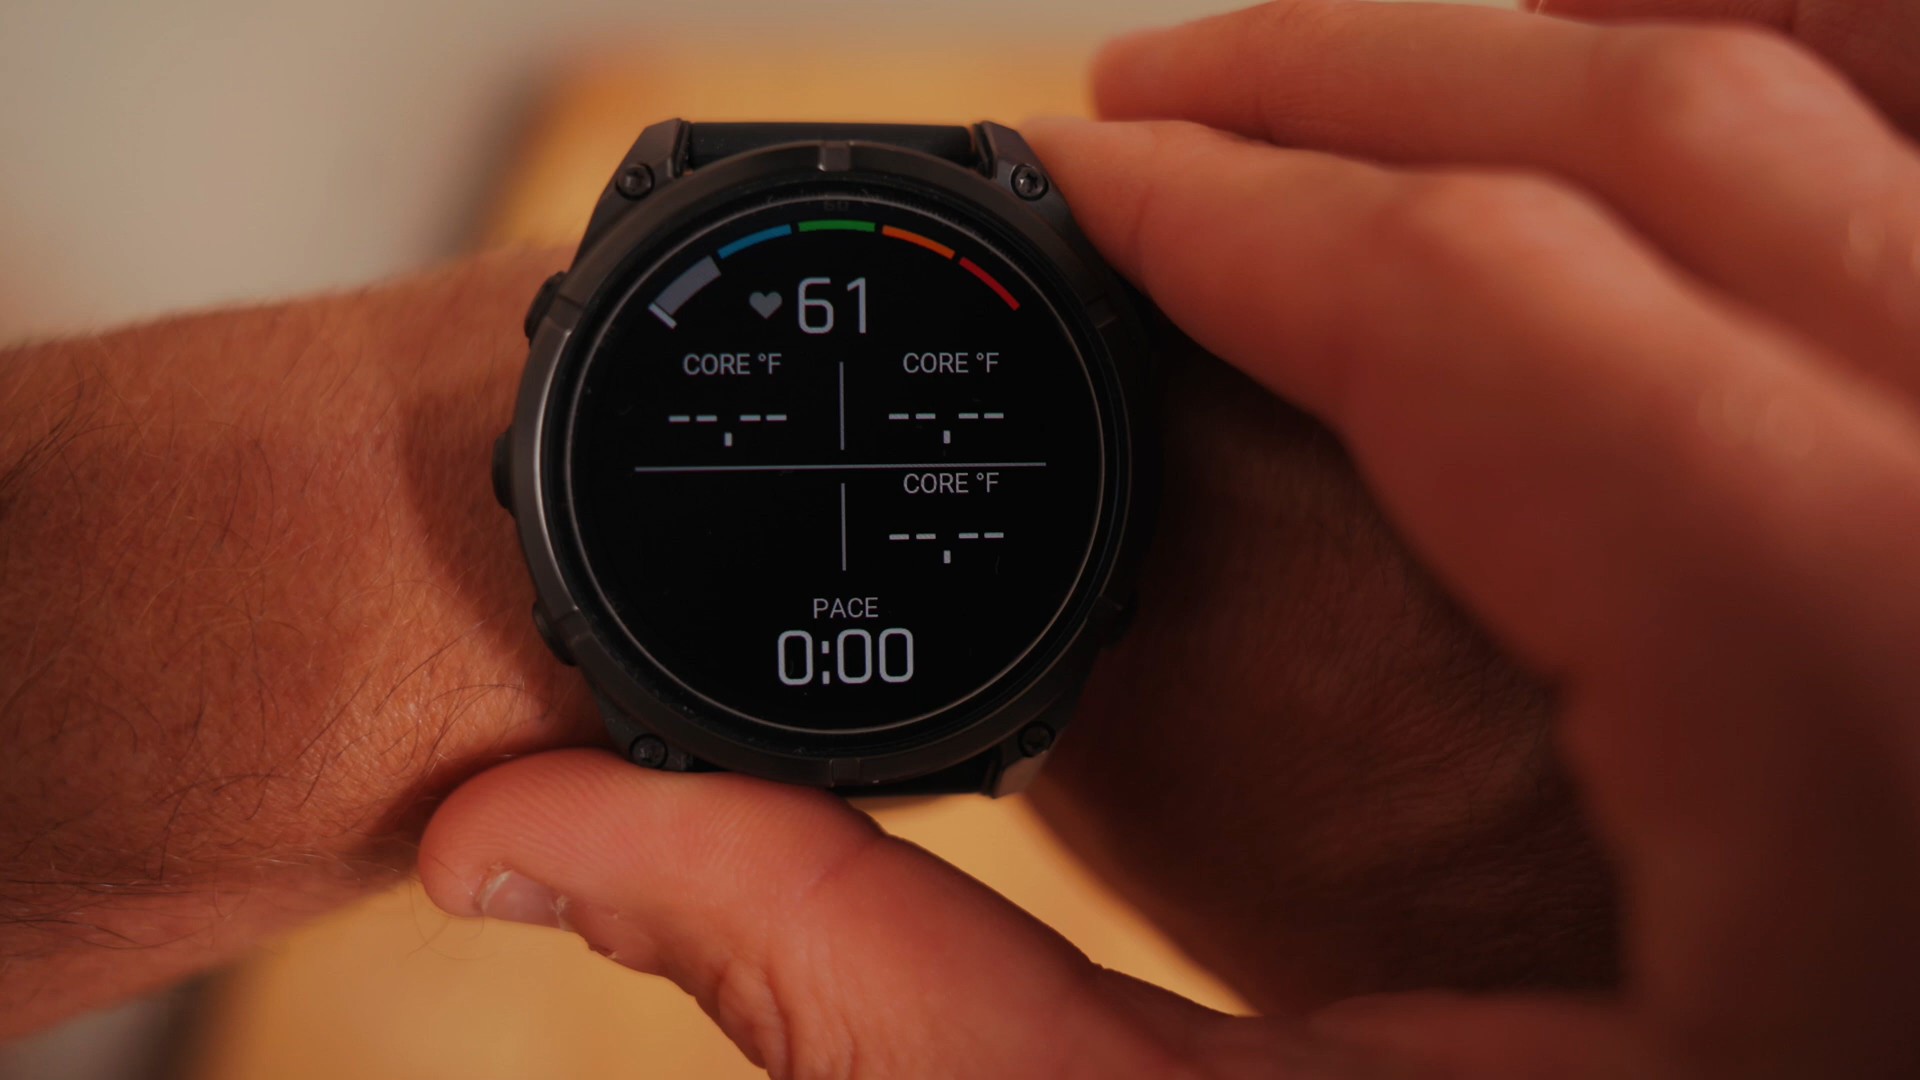 61
CORE °F CORE °F
--.-- --.--
CORE °F
--.--
PACE
0:00